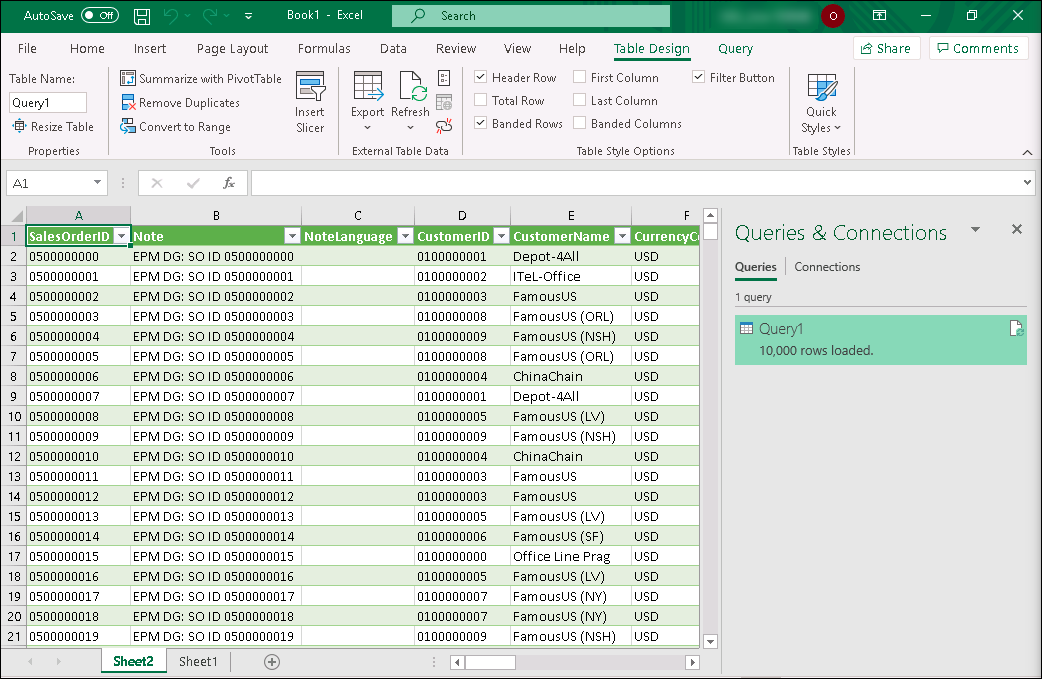 AutoSave Off Book1 - Excel Search O
File Home Insert Page Layout Formulas Data Review View Help Table Design Query Share Comments
Table Name:
Query1
Resize Table
Properties
Summarize with PivotTable
Remove Duplicates
Convert to Range
Insert
Slicer
Tools
Export Refresh
External Table Data
Header Row First Column Filter Button
Total Row Last Column
Banded Rows Banded Columns
Table Style Options
Quick
Styles
Table Styles
A1 fx
A B C D E F
1 SalesOrderID Note NoteLanguage CustomerID CustomerName CurrencyCo
2 0500000000 EPM DG: SO ID 0500000000 0100000001 Depot-4All USD
3 0500000001 EPM DG: SO ID 0500000001 0100000002 ITeL-Office USD
4 0500000002 EPM DG: SO ID 0500000002 0100000003 FamousUS USD
5 0500000003 EPM DG: SO ID 0500000003 0100000008 FamousUS (ORL) USD
6 0500000004 EPM DG: SO ID 0500000004 0100000009 FamousUS (NSH) USD
7 0500000005 EPM DG: SO ID 0500000005 0100000008 FamousUS (ORL) USD
8 0500000006 EPM DG: SO ID 0500000006 0100000004 ChinaChain USD
9 0500000007 EPM DG: SO ID 0500000007 0100000001 Depot-4All USD
10 0500000008 EPM DG: SO ID 0500000008 0100000005 FamousUS (LV) USD
11 0500000009 EPM DG: SO ID 0500000009 0100000009 FamousUS (NSH) USD
12 0500000010 EPM DG: SO ID 0500000010 0100000004 ChinaChain USD
13 0500000011 EPM DG: SO ID 0500000011 0100000003 FamousUS USD
14 0500000012 EPM DG: SO ID 0500000012 0100000003 FamousUS USD
15 0500000013 EPM DG: SO ID 0500000013 0100000005 FamousUS (LV) USD
16 0500000014 EPM DG: SO ID 0500000014 0100000006 FamousUS (SF) USD
17 0500000015 EPM DG: SO ID 0500000015 0100000000 Office Line Prag USD
18 0500000016 EPM DG: SO ID 0500000016 0100000005 FamousUS (LV) USD
19 0500000017 EPM DG: SO ID 0500000017 0100000007 FamousUS (NY) USD
20 0500000018 EPM DG: SO ID 0500000018 0100000007 FamousUS (NY) USD
21 0500000019 EPM DG: SO ID 0500000019 0100000009 FamousUS (NSH) USD
Sheet2 Sheet1
Queries & Connections
Queries Connections
1 query
Query1
10,000 rows loaded.